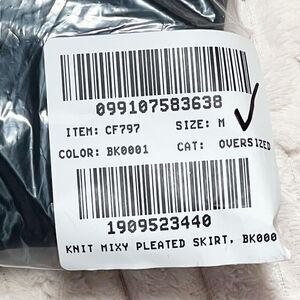 099107583638
ITEM: CF797 SIZE: M
COLOR: BK0001 CAT: OVERSIZED
1909523440
KNIT MIXY PLEATED SKIRT, BK000